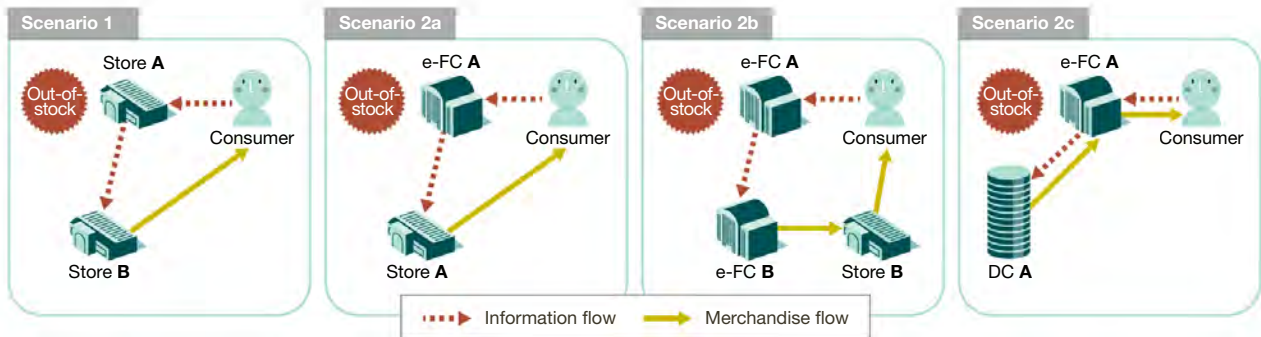 Scenario 1
Store A
Out-of-
stock
Consumer
Store B
Scenario 2a
e-FC A
Out-of-
stock
Consumer
Store A
Scenario 2b
e-FC A
Out-of-
stock
Consumer
e-FC B
Store B
Scenario 2c
e-FC A
Out-of-
stock
Consumer
DC A
Information flow
Merchandise flow